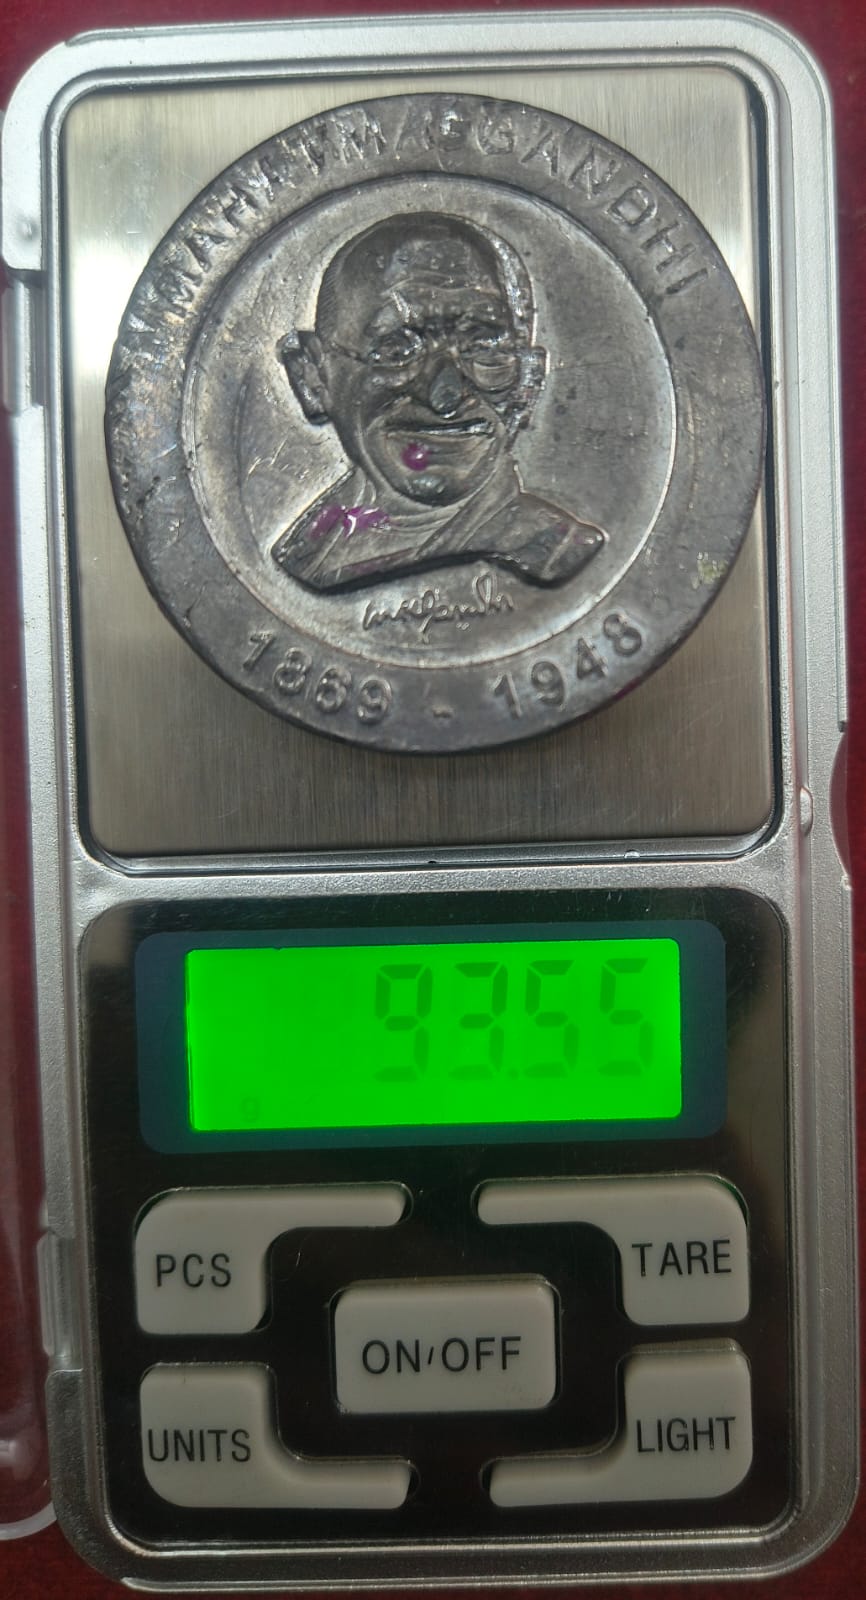 MAHATMA GANDHI
1869 - 1948
93.55
g
PCS
TARE
ON/OFF
UNITS
LIGHT